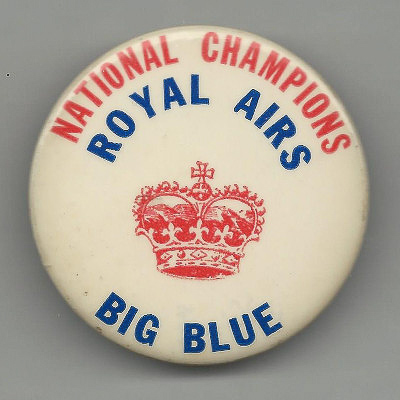 NATIONAL CHAMPIONS
ROYAL AIRS
BIG BLUE